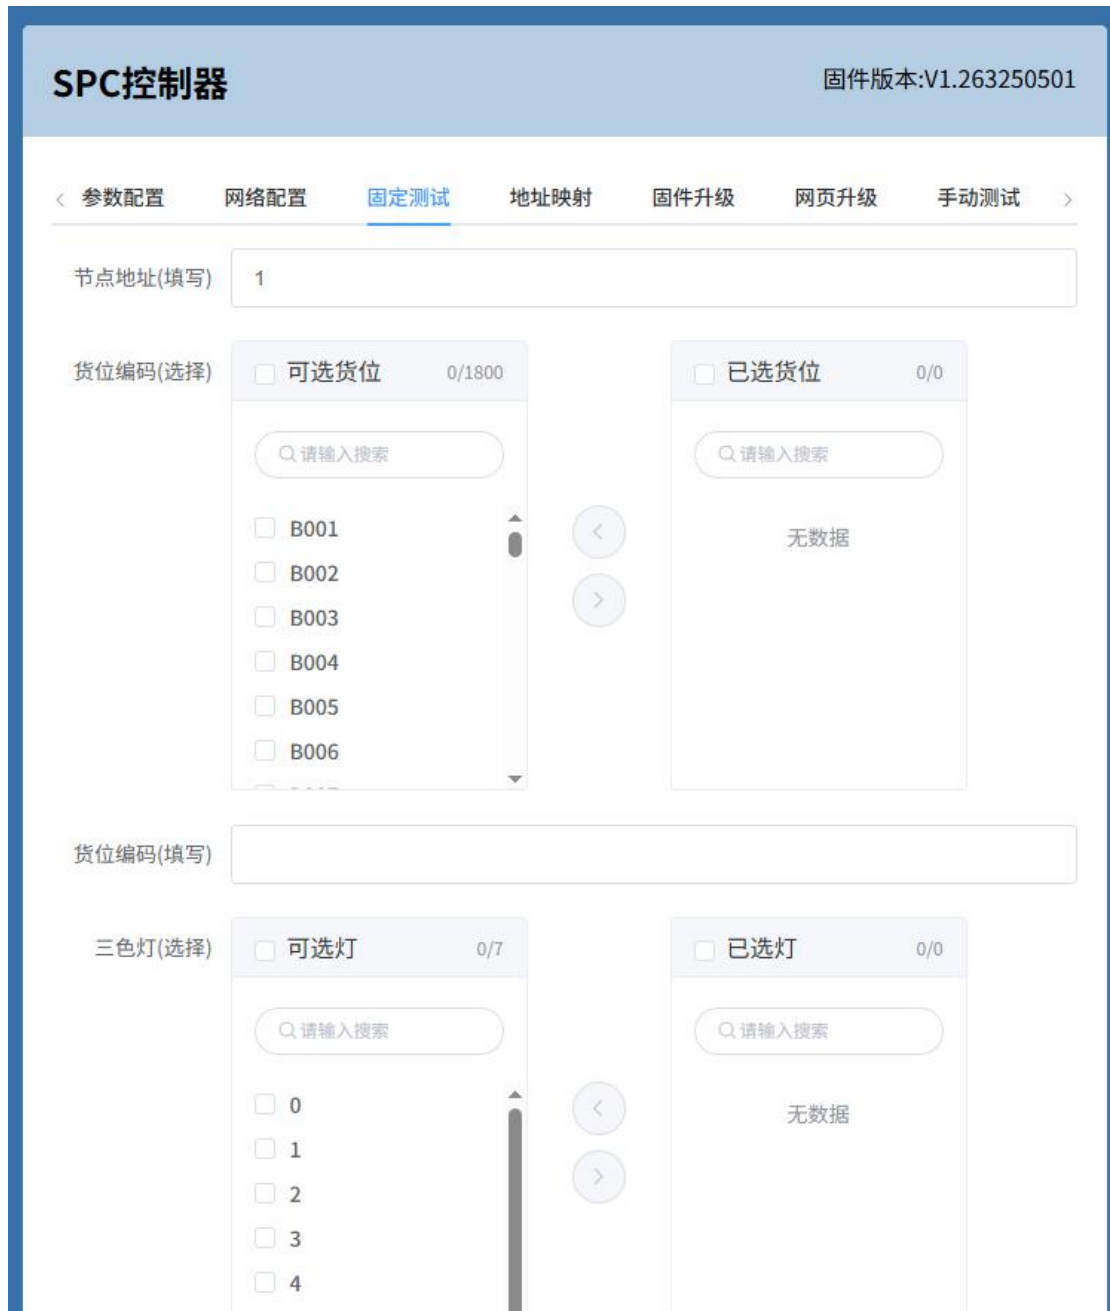 SPC控制器
固件版本:V1.263250501
参数配置 网络配置 固定测试 地址映射 固件升级 网页升级 手动测试
节点地址(填写) 1
货位编码(选择) 可选货位 0/1800 已选货位 0/0
请输入搜索 请输入搜索
B001 无数据
B002
B003
B004
B005
B006
货位编码(填写)
三色灯(选择) 可选灯 0/7 已选灯 0/0
请输入搜索 请输入搜索
0 无数据
1
2
3
4